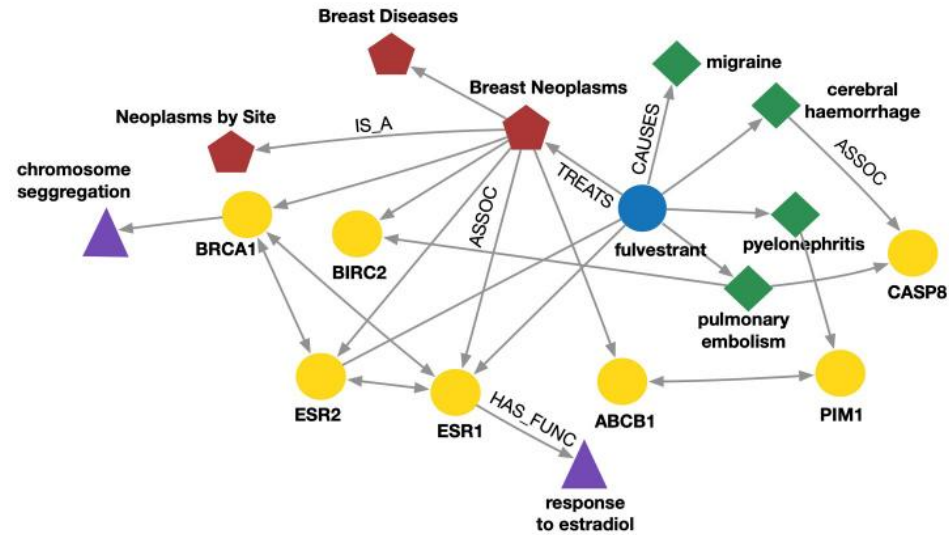 Breast Diseases
Breast Neoplasms
migraine
cerebral
haemorrhage
Neoplasms by Site
IS_A
CAUSES
ASSOC
chromosome
seggregation
TREATS
ASSOC
BRCA1
BIRC2
fulvestrant
pyelonephritis
CASP8
pulmonary
embolism
ESR2
ESR1
HAS_FUNC
ABCB1
PIM1
response
to estradiol